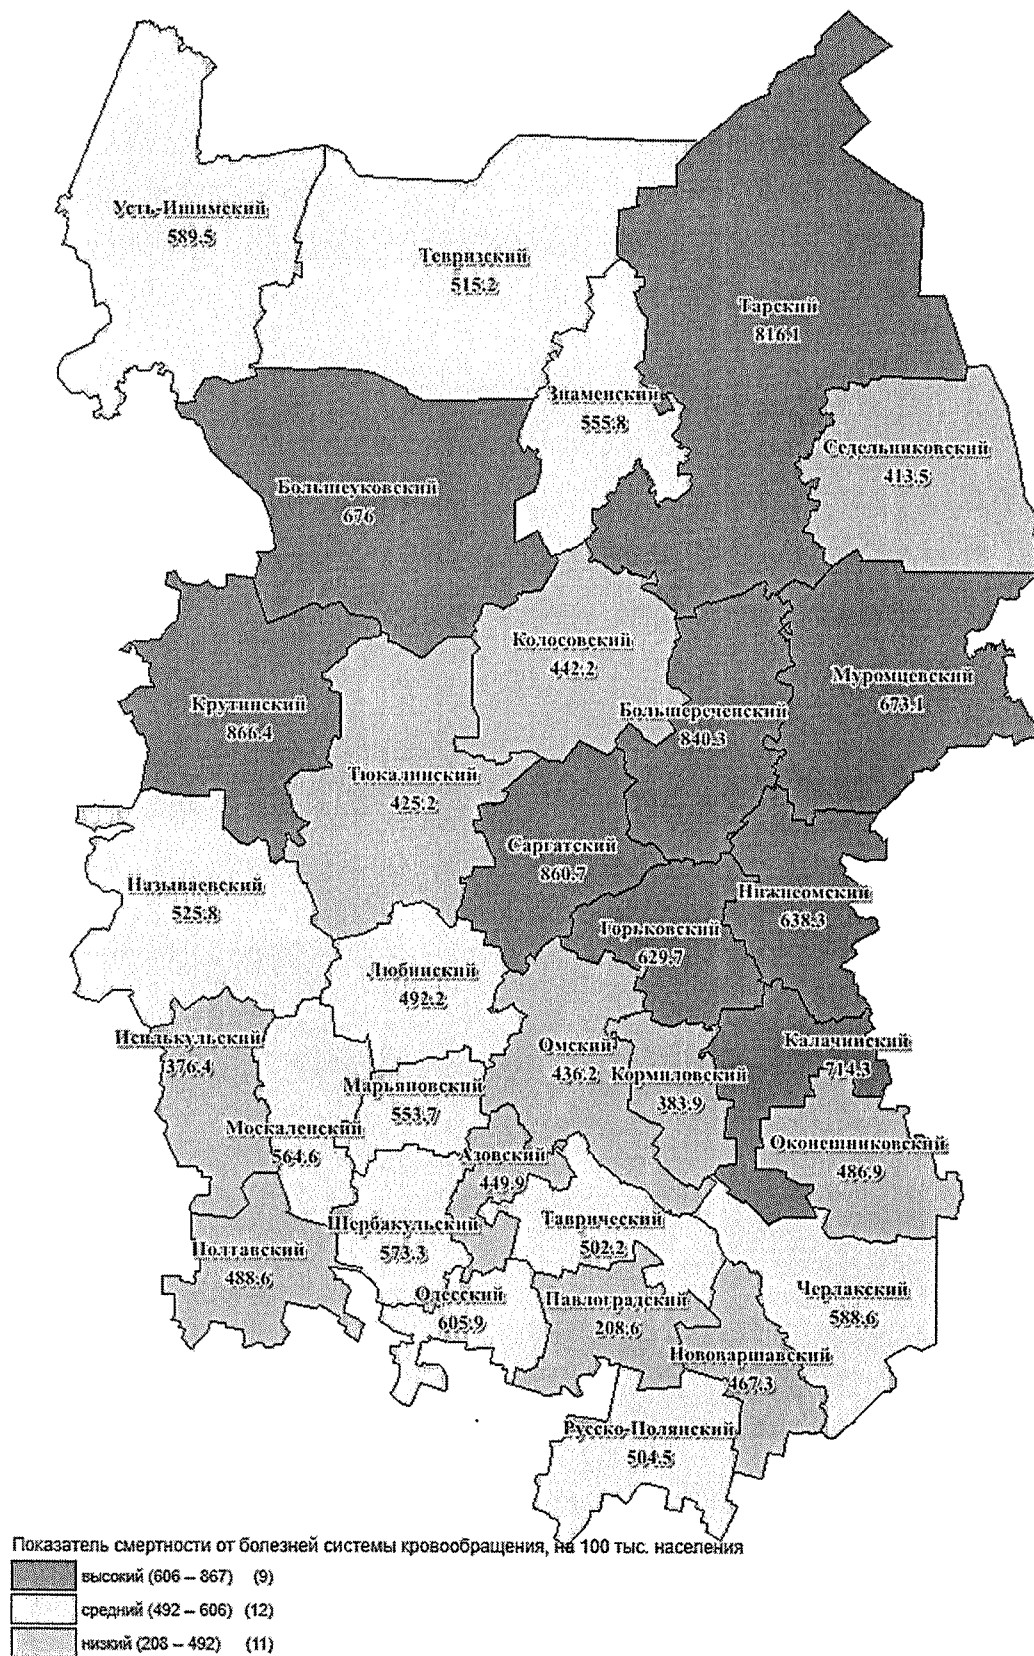 Усть-Ишимский
589.5
Тевризский
515.2
Тарский
816.1
Знаменский
555.8
Седельниковский
413.5
Большеуковский
676
Колосовский
442.2
Муромцевский
673.1
Крутинский
866.4
Большереченский
840.3
Тюкалинский
425.2
Саргатский
860.7
Называевский
525.8
Нижнеомский
638.3
Горьковский
629.7
Любинский
492.2
Исилькульский
376.4
Омский
436.2
Калачинский
714.3
Кормиловский
383.9
Марьяновский
553.7
Москаленский
564.6
Оконешниковский
486.9
Азовский
449.9
Шербакульский
573.3
Таврический
502.2
Полтавский
488.6
Черлакский
588.6
Одесский
605.9
Павлоградский
208.6
Нововаршавский
467.3
Русско-Полянский
504.5
Показатель смертности от болезней системы кровообращения, на 100 тыс. населения
высокий (606 – 867) (9)
средний (492 – 606) (12)
низкий (208 – 492) (11)